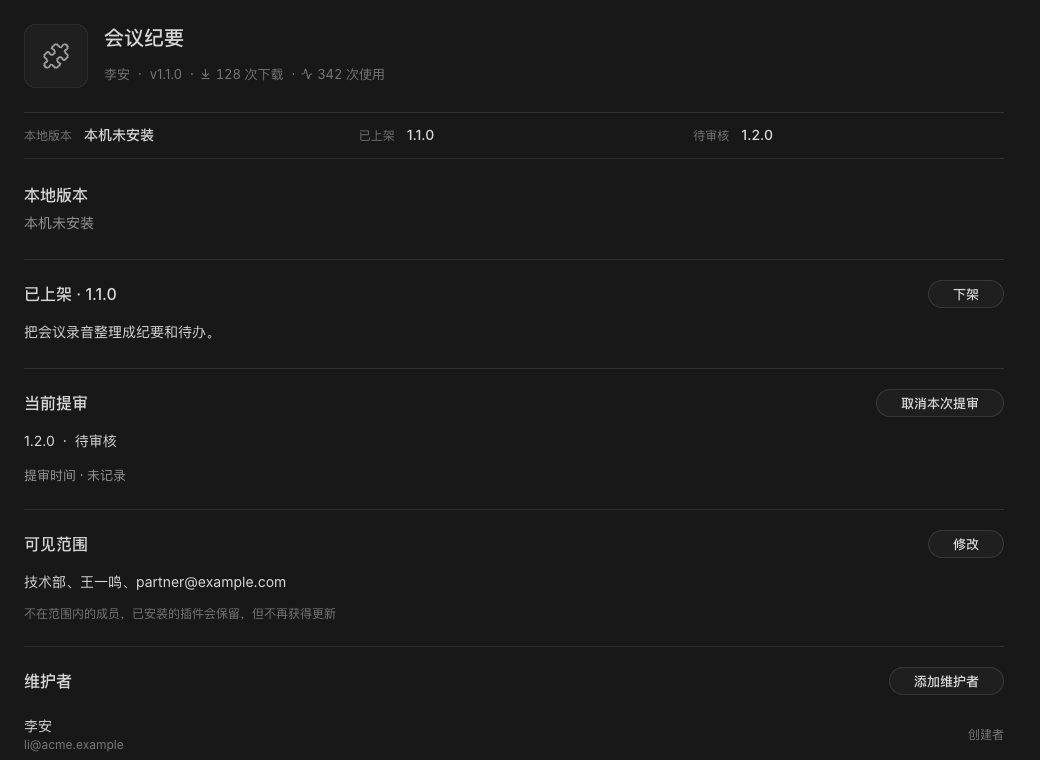 会议纪要
李安 · v1.1.0 · 128 次下载 · 342 次使用
本地版本 本机未安装 已上架 1.1.0 待审核 1.2.0
本地版本
本机未安装
已上架 · 1.1.0 下架
把会议录音整理成纪要和待办。
当前提审 取消本次提审
1.2.0 · 待审核
提审时间 · 未记录
可见范围 修改
技术部、王一鸣、partner@example.com
不在范围内的成员，已安装的插件会保留，但不再获得更新
维护者 添加维护者
李安
li@acme.example 创建者